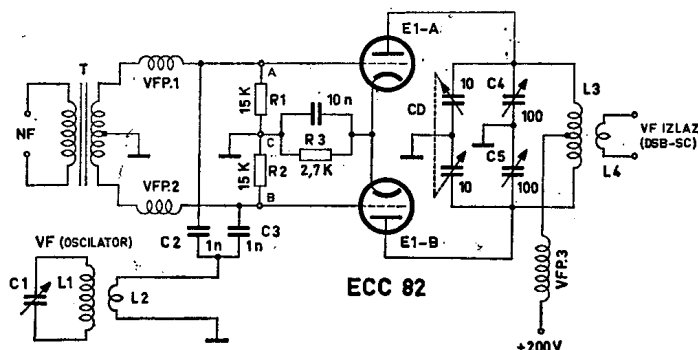 E1-A
T
VFP.1
A
15 K
R1
10 n
NF
C
R3
2,7 K
CD
10
C4
100
L3
C5
10
100
VF IZLAZ
(DSB-SC)
L4
15 K
R2
VFP.2
B
VF (OSCILATOR)
C2
1n
C3
1n
E1-B
C1
L1
L2
ECC 82
VFP.3
+200V